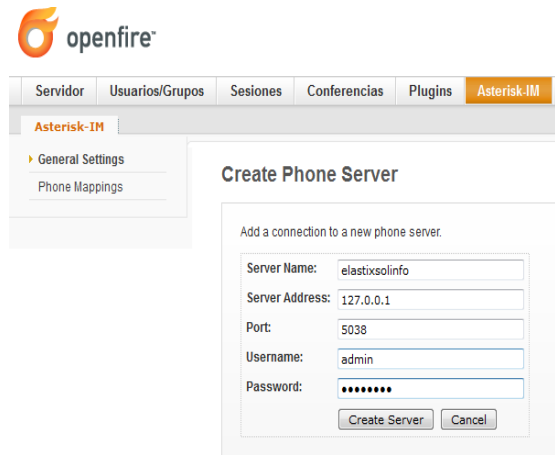 openfire™
Servidor Usuarios/Grupos Sesiones Conferencias Plugins Asterisk-IM
Asterisk-IM
General Settings
Phone Mappings
Create Phone Server
Add a connection to a new phone server.
Server Name: elastixsolinfo
Server Address: 127.0.0.1
Port: 5038
Username: admin
Password: ••••••••
Create Server Cancel